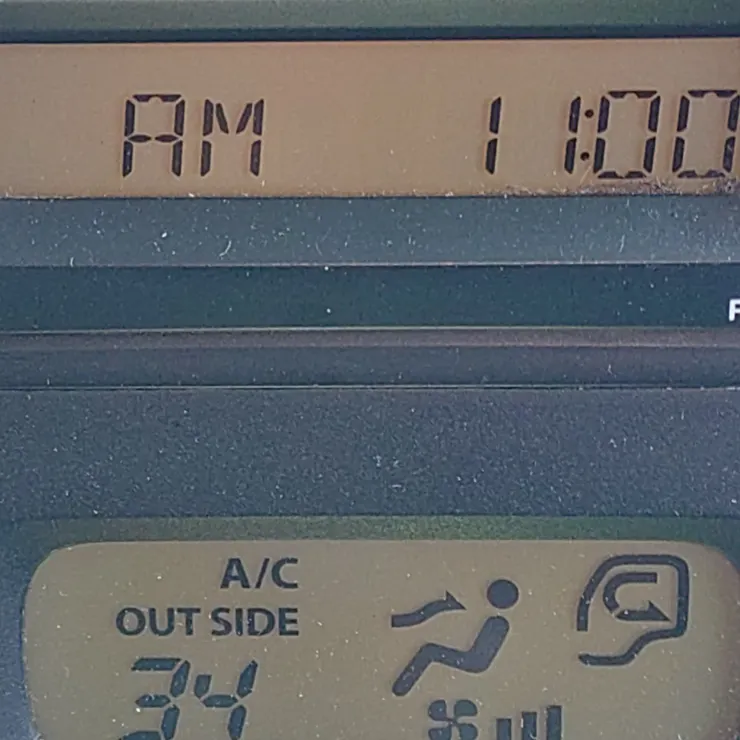 AM 11:00
A/C
OUT SIDE
34